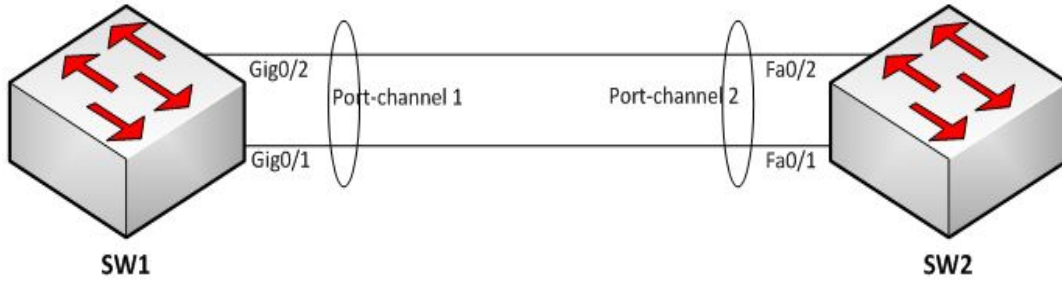 Gig0/2
Fa0/2
Port-channel 1
Port-channel 2
Gig0/1
Fa0/1
SW1
SW2